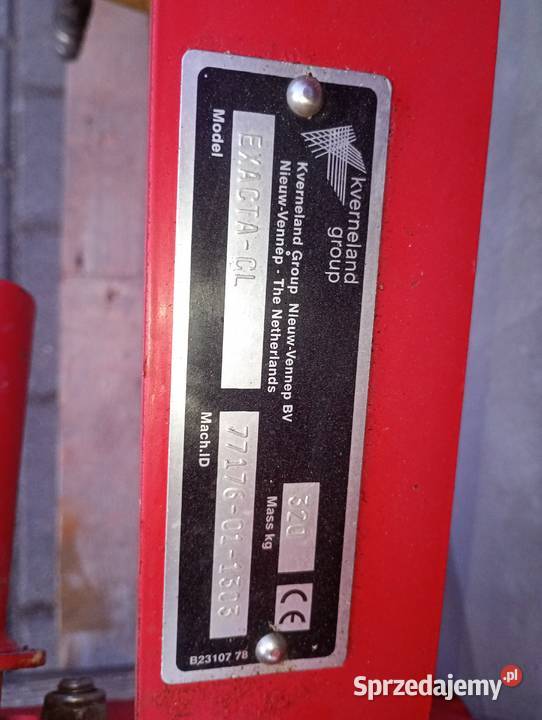 kverneland
group
Kverneland Group Nieuw-Vennep BV
Nieuw-Vennep - The Netherlands
EXACTA-CL
Model
320
Mass kg
CE
77176-01-1303
Mach.ID
B23107 78
Sprzedajemy.pl